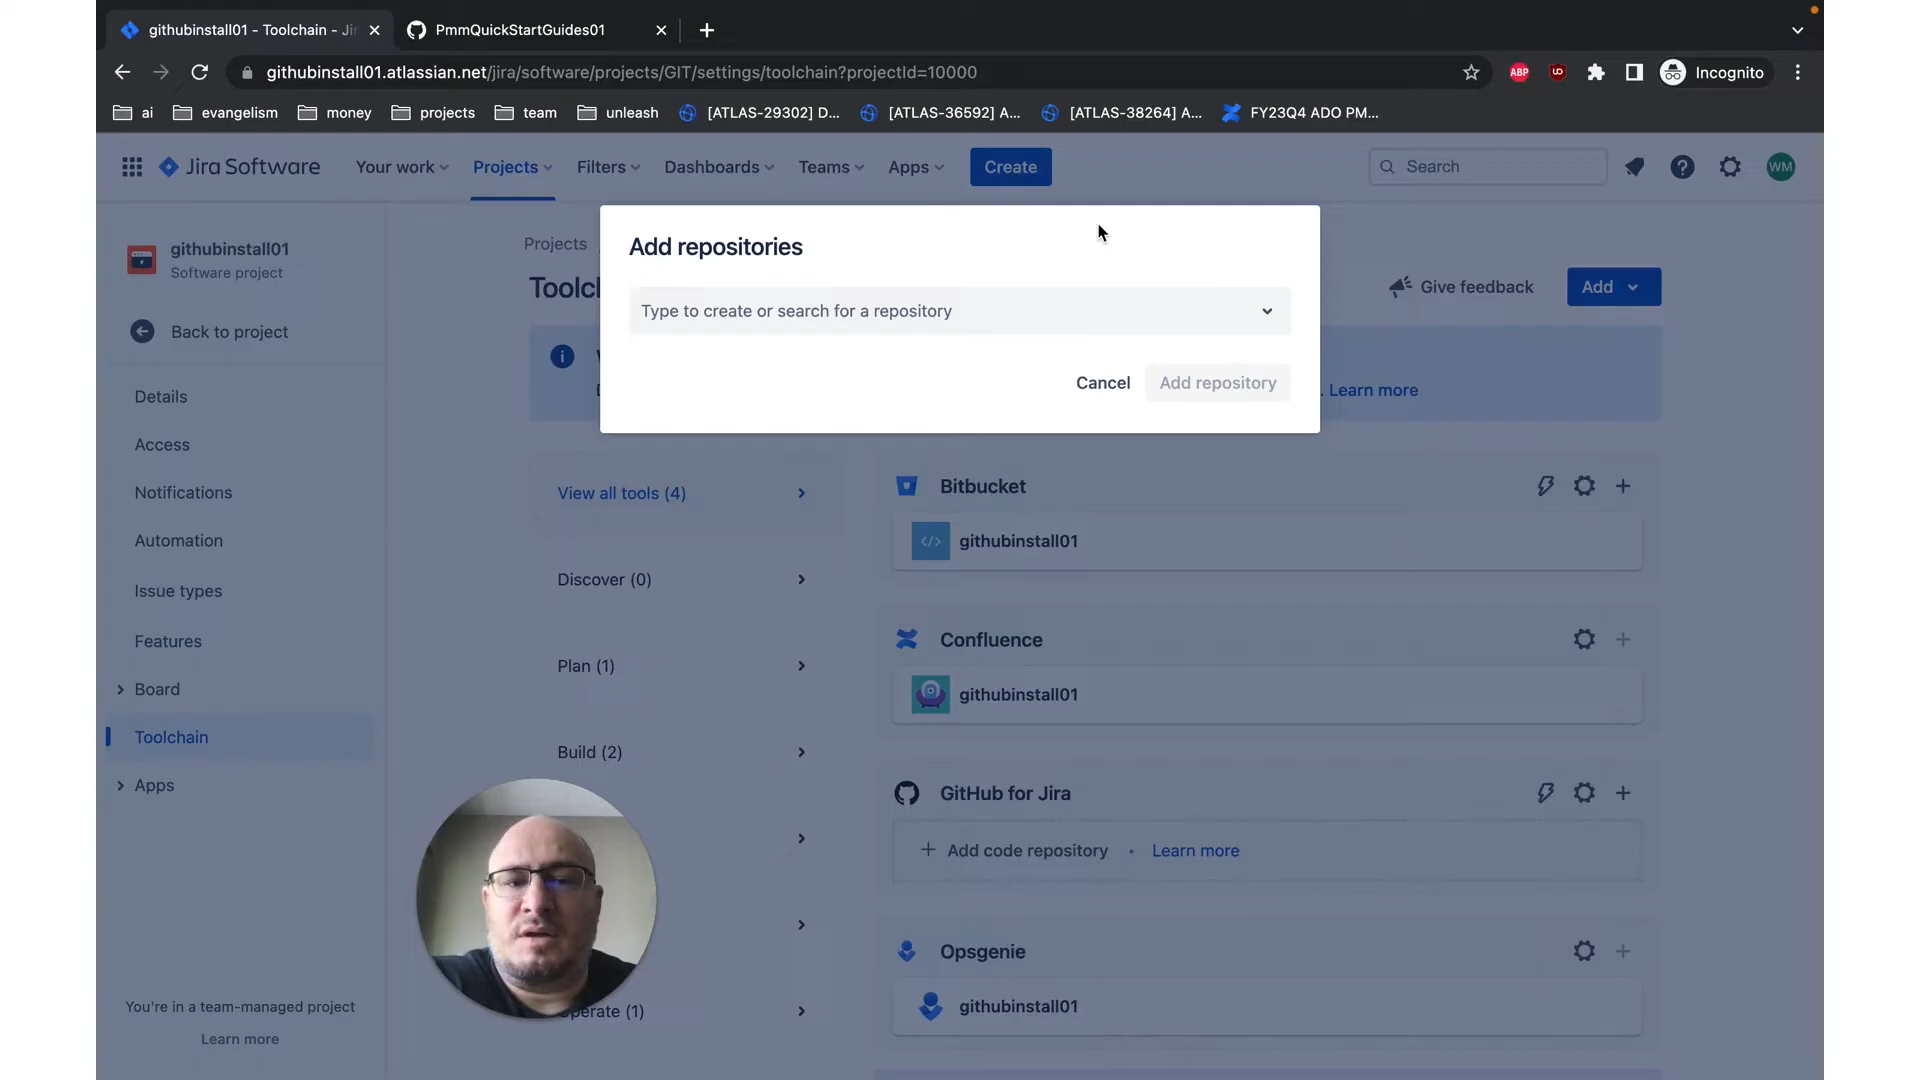 githubinstall01 - Toolchain - Jir
PmmQuickStartGuides01
githubinstall01.atlassian.net/jira/software/projects/GIT/settings/toolchain?projectId=10000
ABP
Incognito
ai
evangelism
money
projects
team
unleash
[ATLAS-29302] D...
[ATLAS-36592] A...
[ATLAS-38264] A...
FY23Q4 ADO PM...
Jira Software
Your work
Projects
Filters
Dashboards
Teams
Apps
Create
Search
WM
githubinstall01
Software project
Back to project
Details
Access
Notifications
Automation
Issue types
Features
Board
Toolchain
Apps
You're in a team-managed project
Learn more
Projects
Toolc
Give feedback
Add
Learn more
Add repositories
Type to create or search for a repository
Cancel
Add repository
View all tools (4)
Discover (0)
Plan (1)
Build (2)
Operate (1)
Bitbucket
githubinstall01
Confluence
githubinstall01
GitHub for Jira
+ Add code repository • Learn more
Opsgenie
githubinstall01